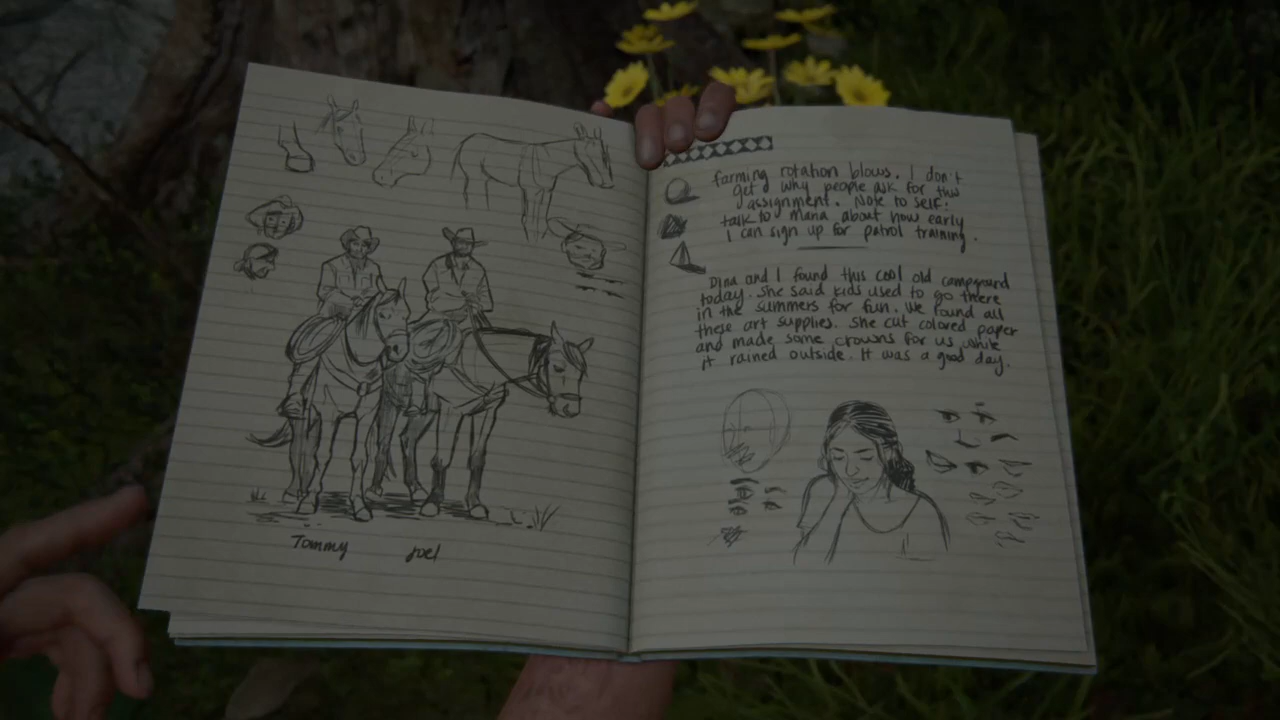 Tommy
Joel
farming rotation blows. I don't
get why people ask for this
assignment. Note to self:
talk to Maria about how early
I can sign up for patrol training.
Dina and I found this cool old campground
today. She said kids used to go there
in the summers for fun. We found all
these art supplies. She cut colored paper
and made some crowns for us while
it rained outside. It was a good day.